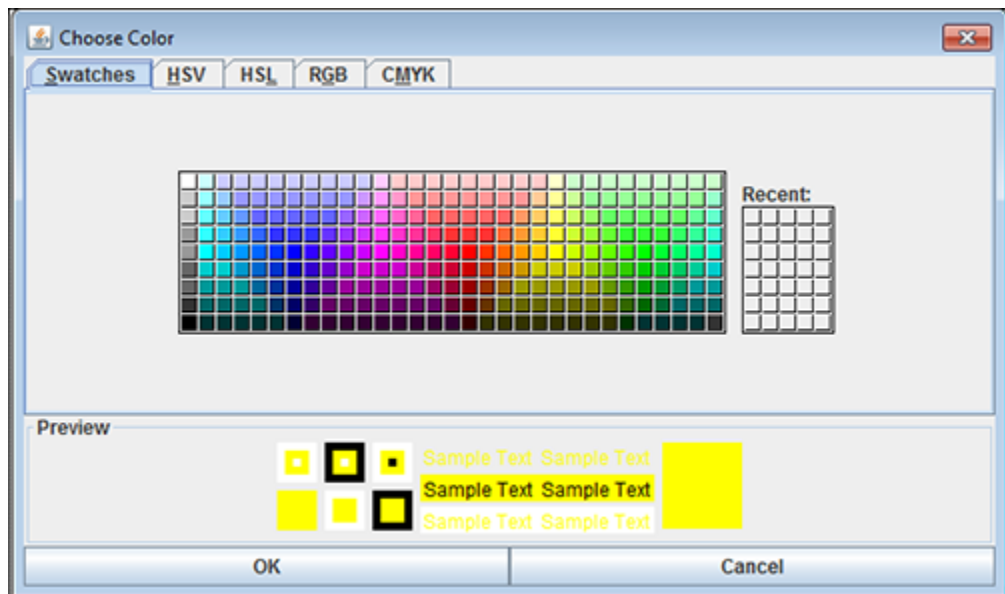 Choose Color
Swatches HSV HSL RGB CMYK
Recent:
Preview
Sample Text Sample Text
Sample Text Sample Text
Sample Text Sample Text
OK Cancel